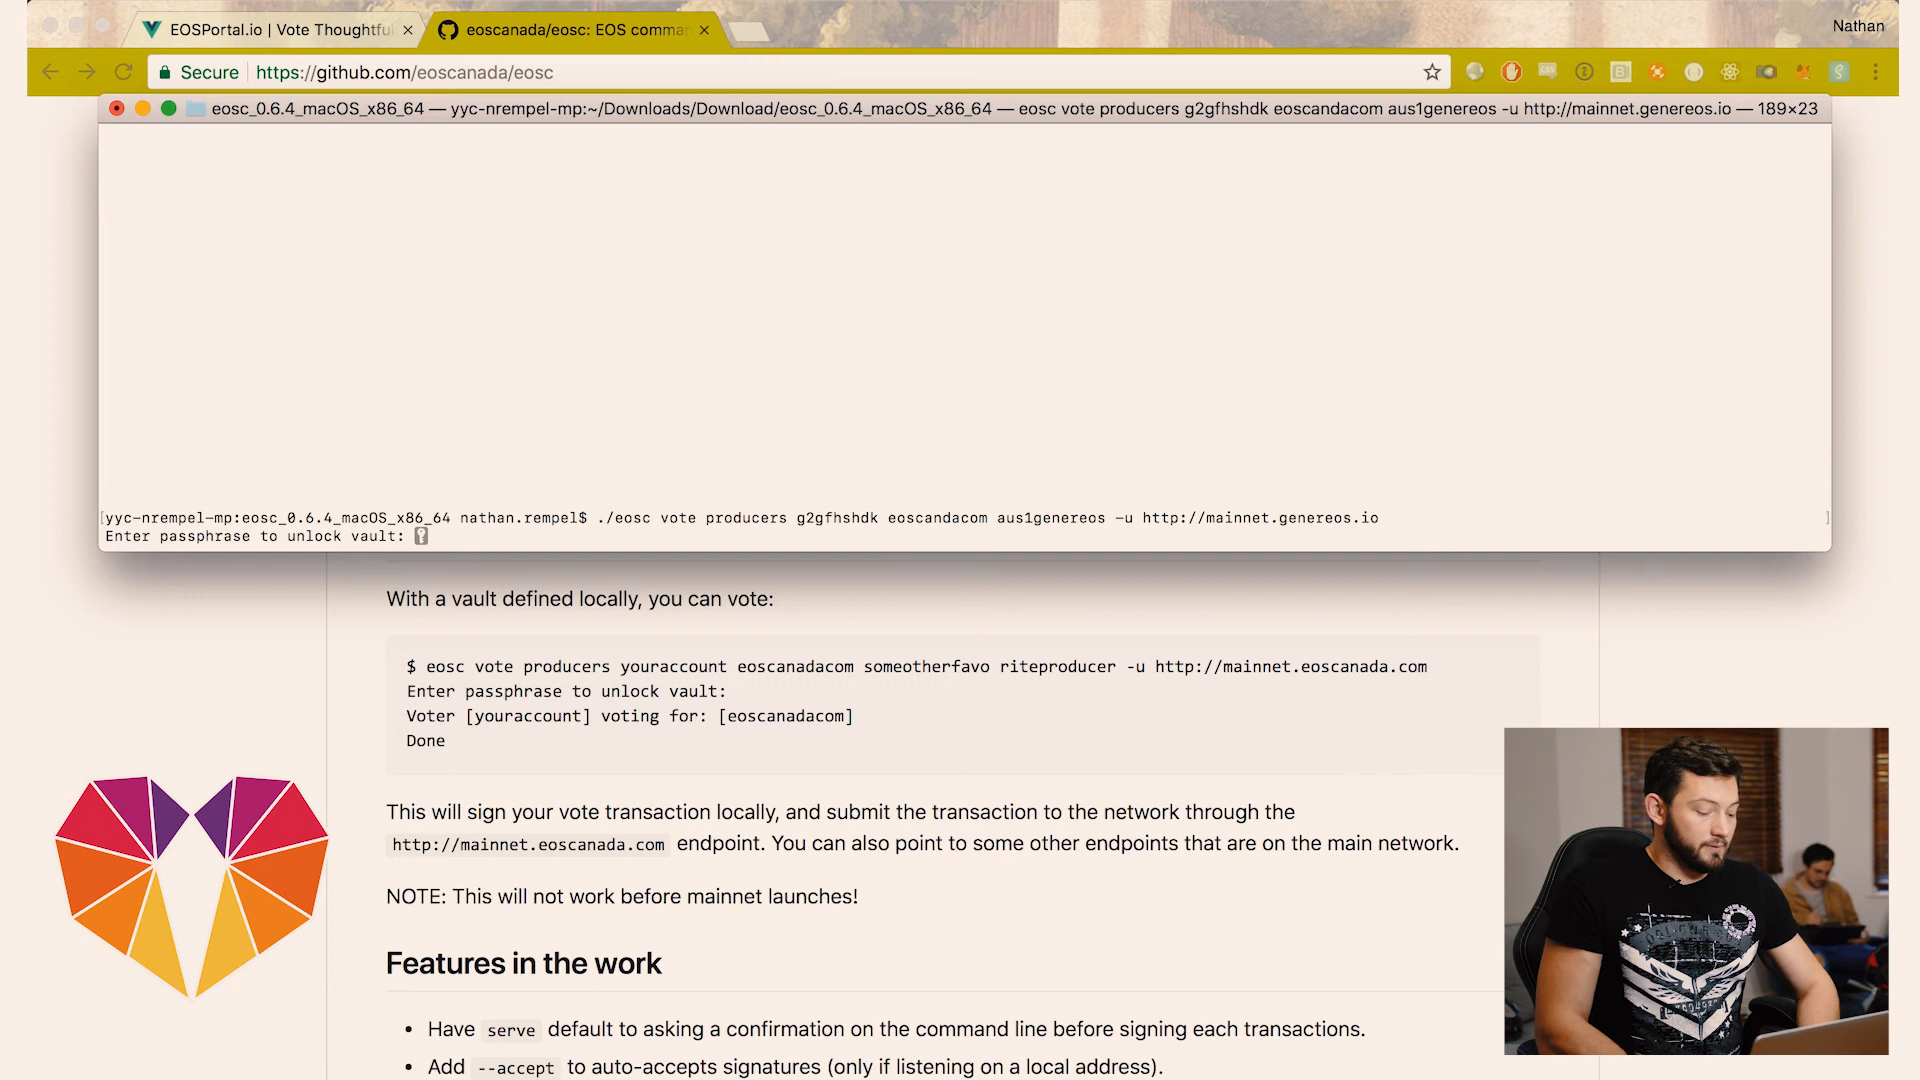 EOSPortal.io | Vote Thoughtfu
eoscanada/eosc: EOS comma
Nathan
Secure
https://github.com/eoscanada/eosc
eosc_0.6.4_macOS_x86_64 — yyc-nrempel-mp:~/Downloads/Download/eosc_0.6.4_macOS_x86_64 — eosc vote producers g2gfhshdk eoscandacom aus1genereos -u http://mainnet.genereos.io — 189×23
[yyc-nrempel-mp:eosc_0.6.4_macOS_x86_64 nathan.rempel$ ./eosc vote producers g2gfhshdk eoscandacom aus1genereos -u http://mainnet.genereos.io ]
Enter passphrase to unlock vault:
With a vault defined locally, you can vote:
$ eosc vote producers youraccount eoscanadacom someotherfavo riteproducer -u http://mainnet.eoscanada.com
Enter passphrase to unlock vault:
Voter [youraccount] voting for: [eoscanadacom]
Done
This will sign your vote transaction locally, and submit the transaction to the network through the
http://mainnet.eoscanada.com endpoint. You can also point to some other endpoints that are on the main network.
NOTE: This will not work before mainnet launches!
Features in the work
• Have serve default to asking a confirmation on the command line before signing each transactions.
• Add --accept to auto-accepts signatures (only if listening on a local address).